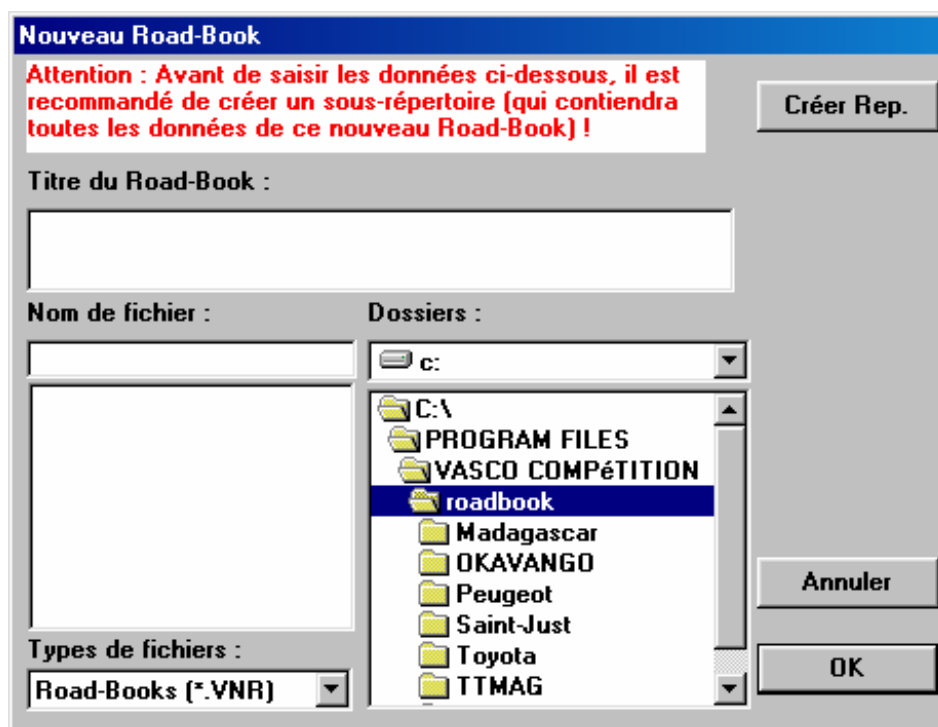 Nouveau Road-Book
Attention : Avant de saisir les données ci-dessous, il est
recommandé de créer un sous-répertoire (qui contiendra
toutes les données de ce nouveau Road-Book) !
Créer Rep.
Titre du Road-Book :
Nom de fichier :
Dossiers :
c:
C:\
PROGRAM FILES
VASCO COMPéTITION
roadbook
Madagascar
OKAVANGO
Peugeot
Saint-Just
Toyota
TTMAG
Annuler
OK
Types de fichiers :
Road-Books (*.VNR)